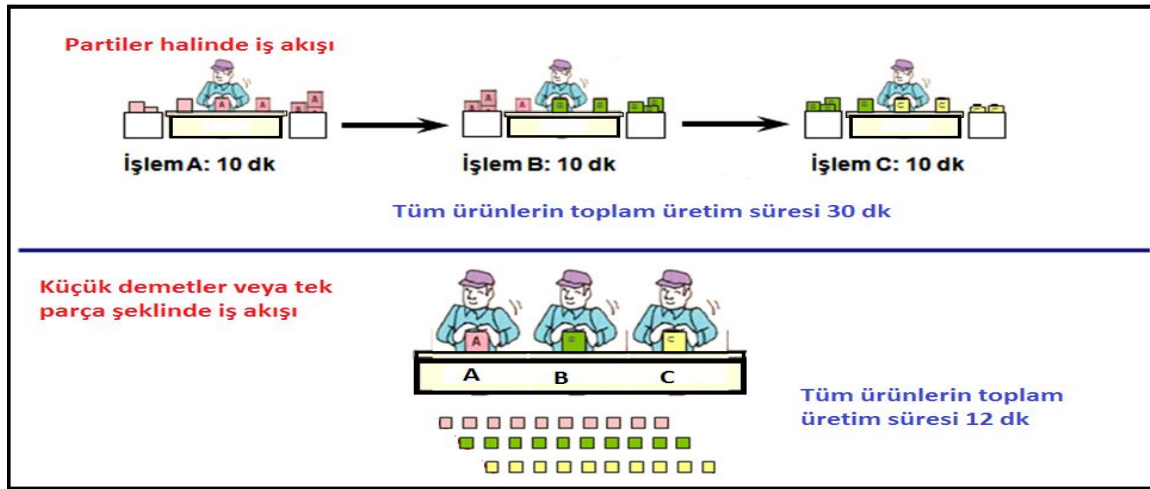 Partiler halinde iş akışı
A A A A A A A B B B B C C
İşlem A: 10 dk İşlem B: 10 dk İşlem C: 10 dk
Tüm ürünlerin toplam üretim süresi 30 dk
Küçük demetler veya tek
parça şeklinde iş akışı
A B C
A B C
Tüm ürünlerin toplam
üretim süresi 12 dk